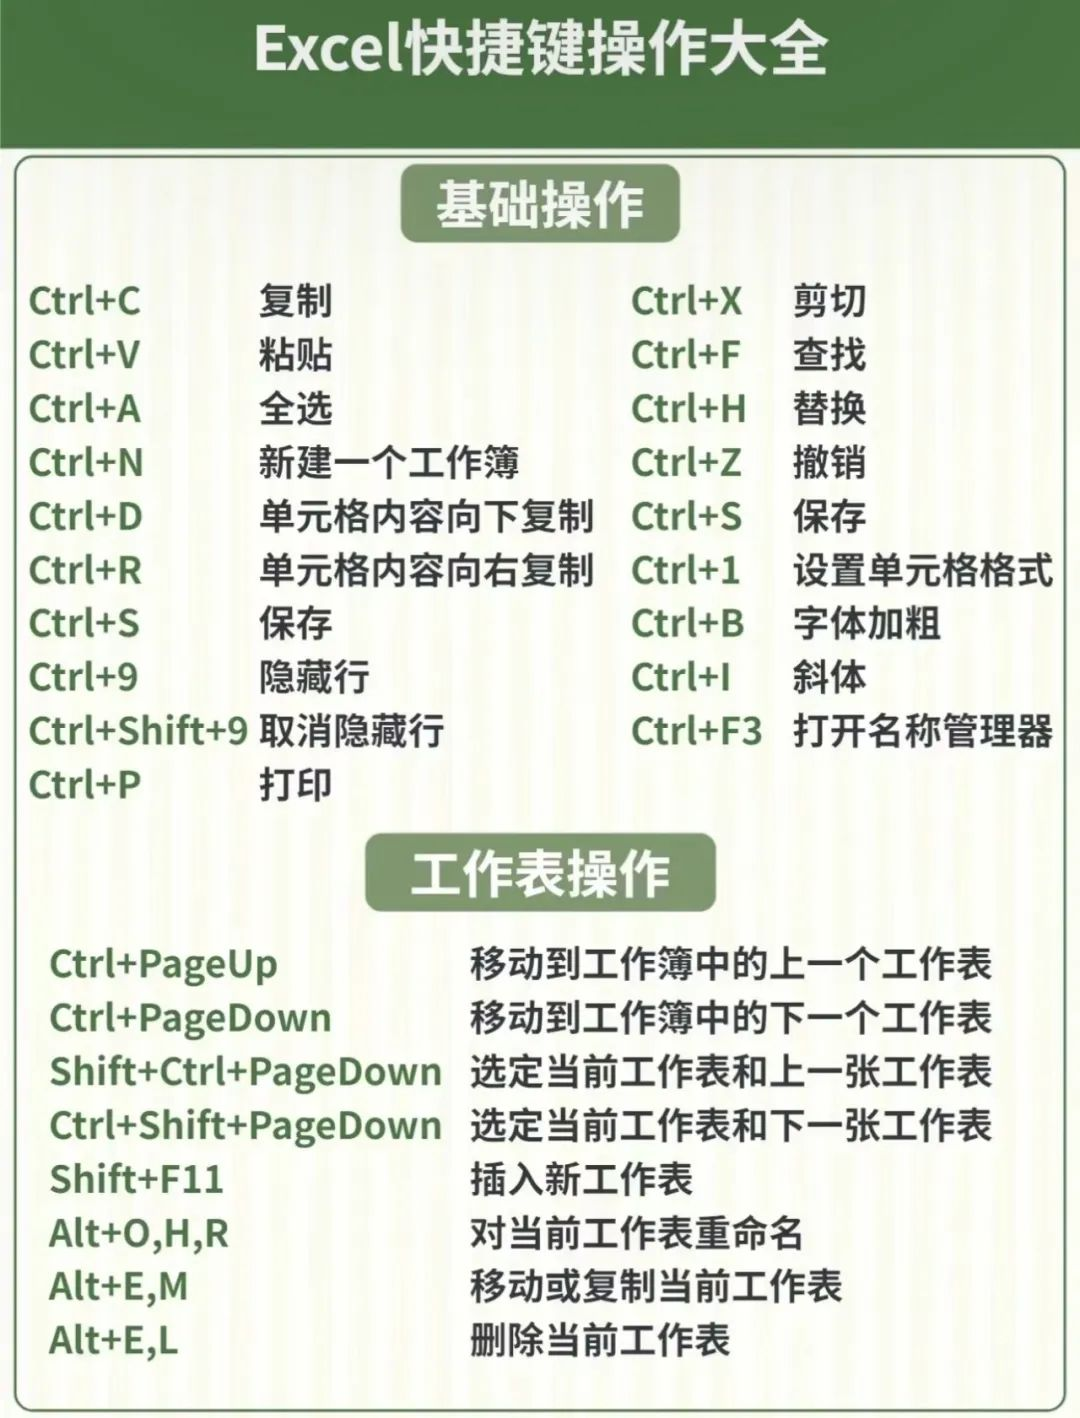 Excel快捷键操作大全
基础操作
Ctrl+C 复制 Ctrl+X 剪切
Ctrl+V 粘贴 Ctrl+F 查找
Ctrl+A 全选 Ctrl+H 替换
Ctrl+N 新建一个工作簿 Ctrl+Z 撤销
Ctrl+D 单元格内容向下复制 Ctrl+S 保存
Ctrl+R 单元格内容向右复制 Ctrl+1 设置单元格格式
Ctrl+S 保存 Ctrl+B 字体加粗
Ctrl+9 隐藏行 Ctrl+I 斜体
Ctrl+Shift+9 取消隐藏行 Ctrl+F3 打开名称管理器
Ctrl+P 打印
工作表操作
Ctrl+PageUp 移动到工作簿中的上一个工作表
Ctrl+PageDown 移动到工作簿中的下一个工作表
Shift+Ctrl+PageDown 选定当前工作表和上一张工作表
Ctrl+Shift+PageDown 选定当前工作表和下一张工作表
Shift+F11 插入新工作表
Alt+O,H,R 对当前工作表重命名
Alt+E,M 移动或复制当前工作表
Alt+E,L 删除当前工作表